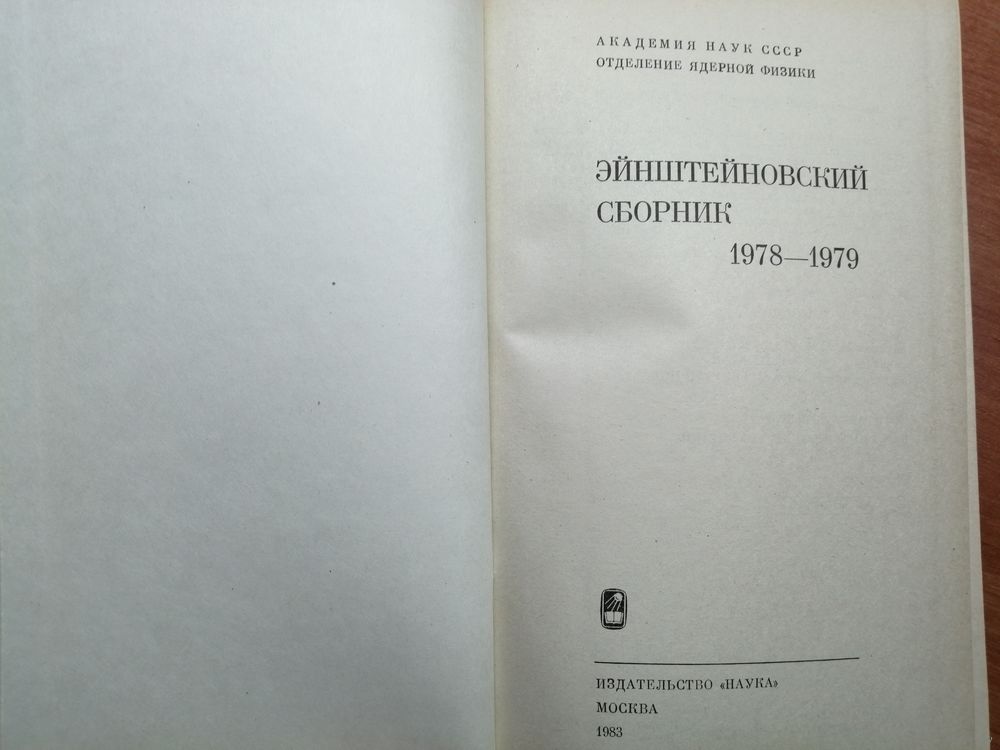 АКАДЕМИЯ НАУК СССР
ОТДЕЛЕНИЕ ЯДЕРНОЙ ФИЗИКИ
ЭЙНШТЕЙНОВСКИЙ
СБОРНИК
1978—1979
ИЗДАТЕЛЬСТВО «НАУКА»
МОСКВА
1983